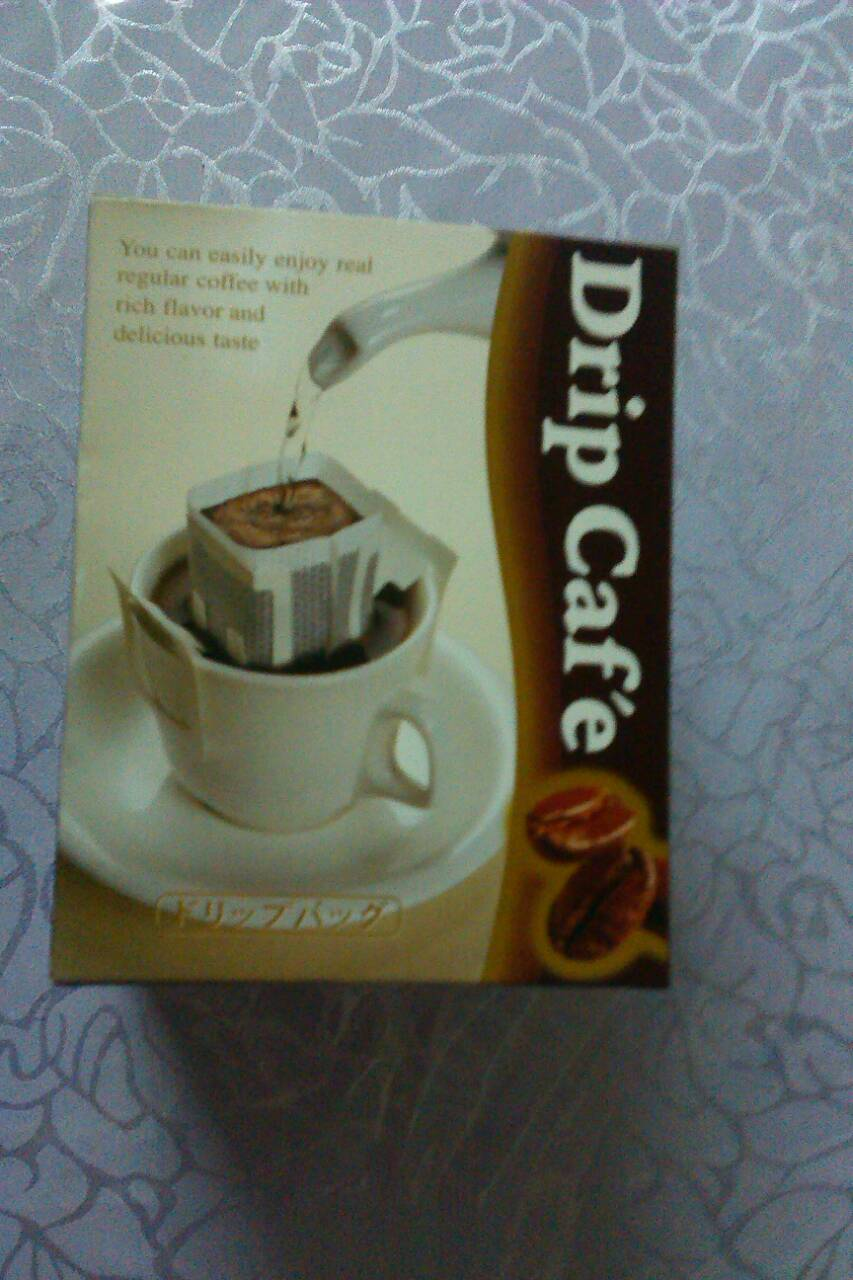 You can easily enjoy real
regular coffee with
rich flavor and
delicious taste
Drip Café
ドリップバッグ